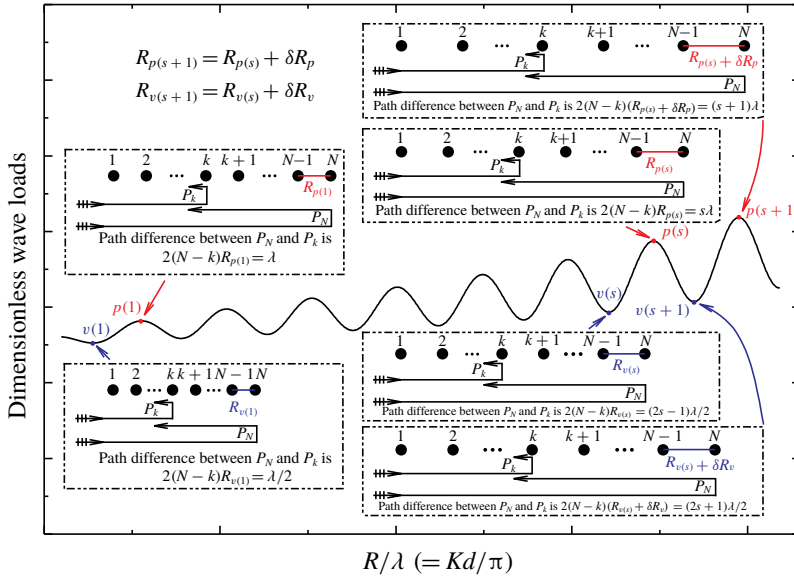 R_{p(s+1)} = R_{p(s)} + δR_p
R_{v(s+1)} = R_{v(s)} + δR_v
1 2 ··· k k+1 ··· N−1 N
P_k
R_{p(s)} + δR_p
P_N
Path difference between P_N and P_k is 2(N−k)(R_{p(s)} + δR_p) = (s+1)λ
1 2 ··· k k+1 ··· N−1 N
P_k
R_{p(s)}
P_N
Path difference between P_N and P_k is 2(N−k)R_{p(s)} = sλ
1 2 ··· k k+1 ··· N−1 N
P_k
R_{p(1)}
P_N
Path difference between P_N and P_k is
2(N−k)R_{p(1)} = λ
p(s+1)
p(s)
p(1)
v(1)
v(s)
v(s+1)
1 2 ··· k k+1 ··· N−1 N
P_k
R_{v(1)}
P_N
Path difference between P_N and P_k is
2(N−k)R_{v(1)} = λ/2
1 2 ··· k k+1 ··· N−1 N
P_k
R_{v(s)}
P_N
Path difference between P_N and P_k is 2(N−k)R_{v(s)} = (2s−1)λ/2
1 2 ··· k k+1 ··· N−1 N
P_k
R_{v(s)} + δR_v
P_N
Path difference between P_N and P_k is 2(N−k)(R_{v(s)} + δR_v) = (2s+1)λ/2
Dimensionless wave loads
R/λ (= Kd/π)